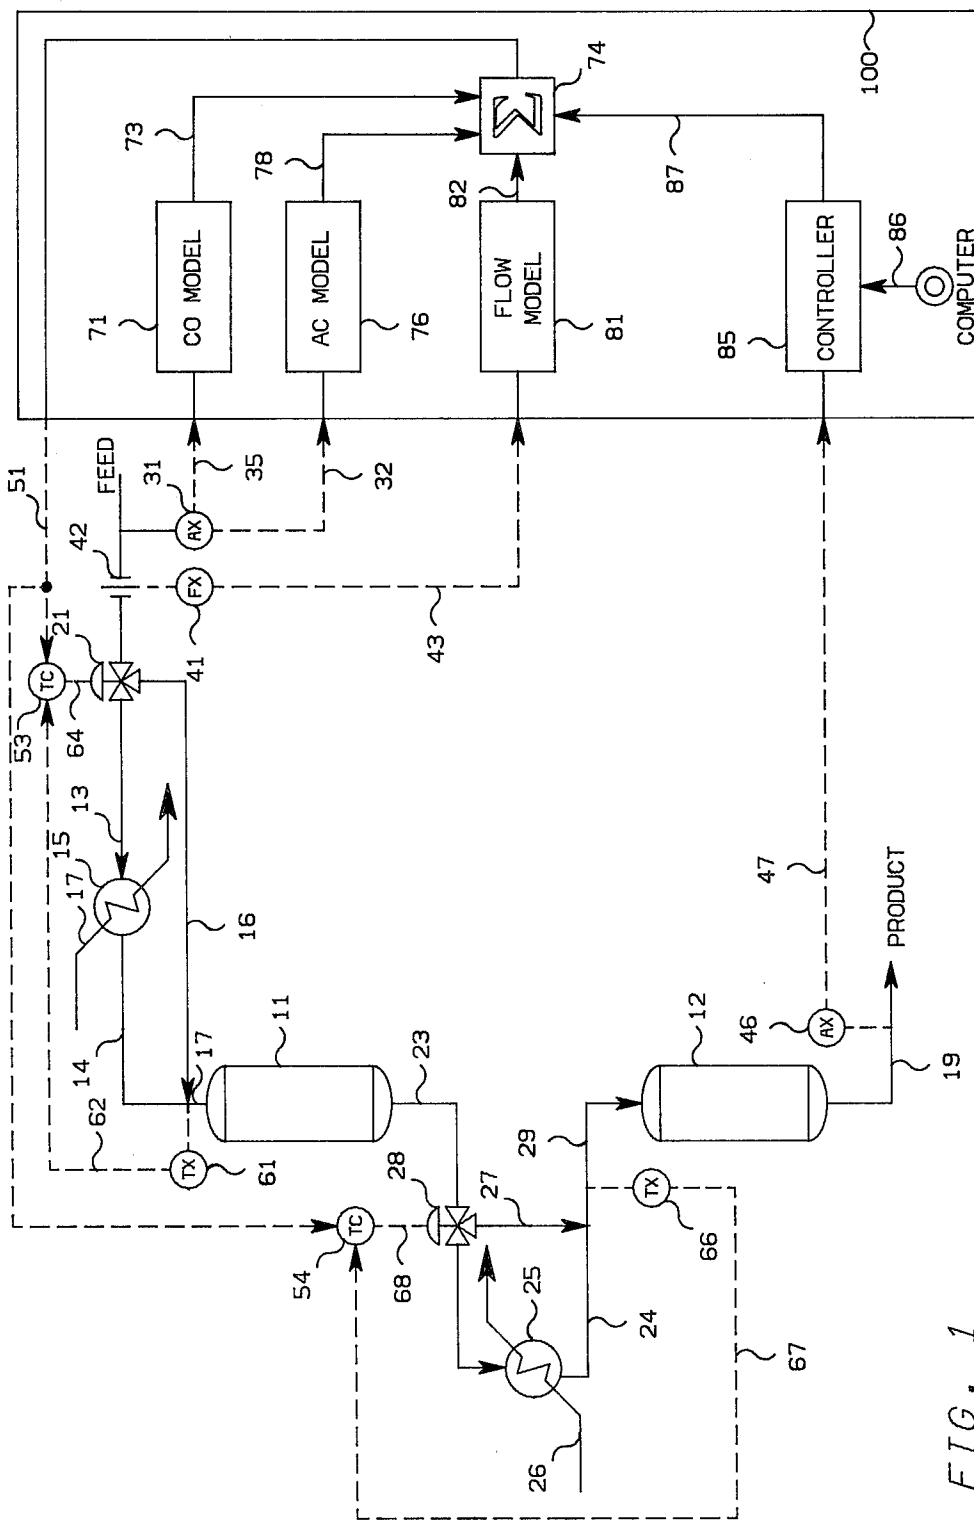 100
73
71
CO MODEL
78
AC MODEL
76
Σ
74
82
FLOW
MODEL
81
87
85
CONTROLLER
86
COMPUTER
51
FEED
31
AX
35
32
42
FX
41
43
21
TC
53
64
13
15
17
16
14
62
17
TX
61
11
23
28
TC
54
68
27
29
TX
66
25
24
26
67
12
46
AX
47
PRODUCT
19
FIG. 1